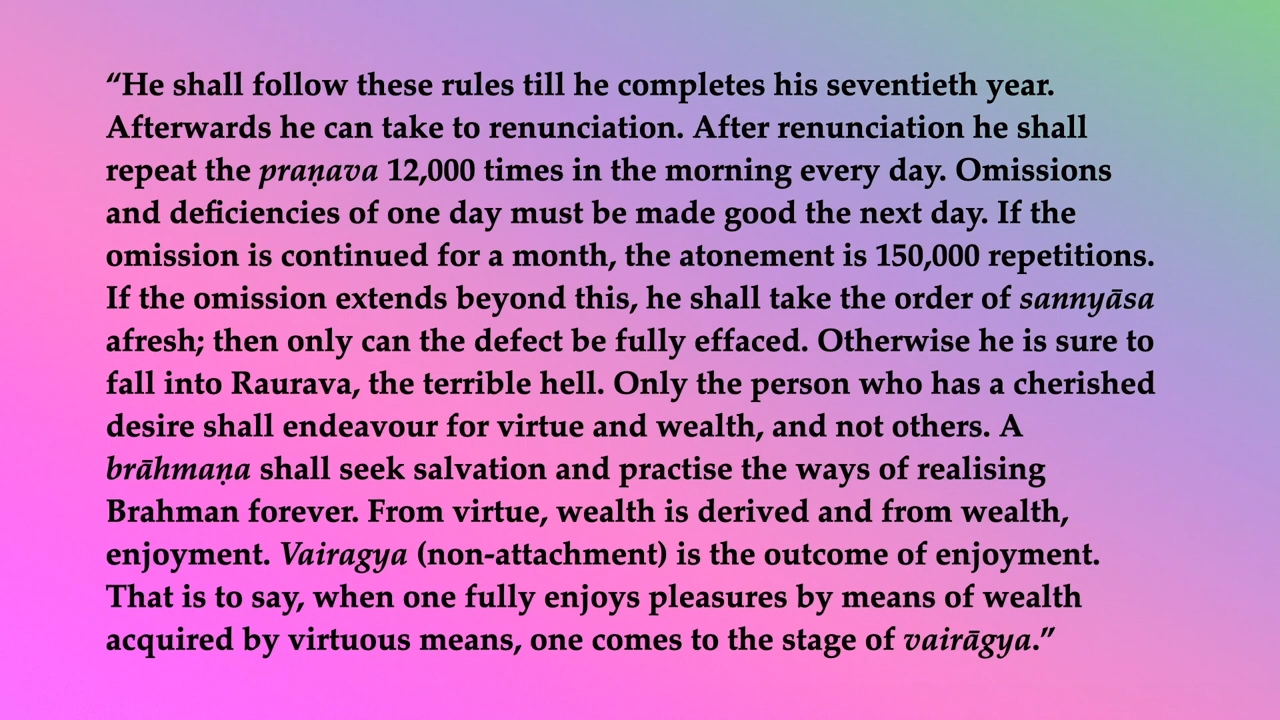 “He shall follow these rules till he completes his seventieth year.
Afterwards he can take to renunciation. After renunciation he shall
repeat the praṇava 12,000 times in the morning every day. Omissions
and deficiencies of one day must be made good the next day. If the
omission is continued for a month, the atonement is 150,000 repetitions.
If the omission extends beyond this, he shall take the order of sannyāsa
afresh; then only can the defect be fully effaced. Otherwise he is sure to
fall into Raurava, the terrible hell. Only the person who has a cherished
desire shall endeavour for virtue and wealth, and not others. A
brāhmaṇa shall seek salvation and practise the ways of realising
Brahman forever. From virtue, wealth is derived and from wealth,
enjoyment. Vairagya (non-attachment) is the outcome of enjoyment.
That is to say, when one fully enjoys pleasures by means of wealth
acquired by virtuous means, one comes to the stage of vairāgya.”